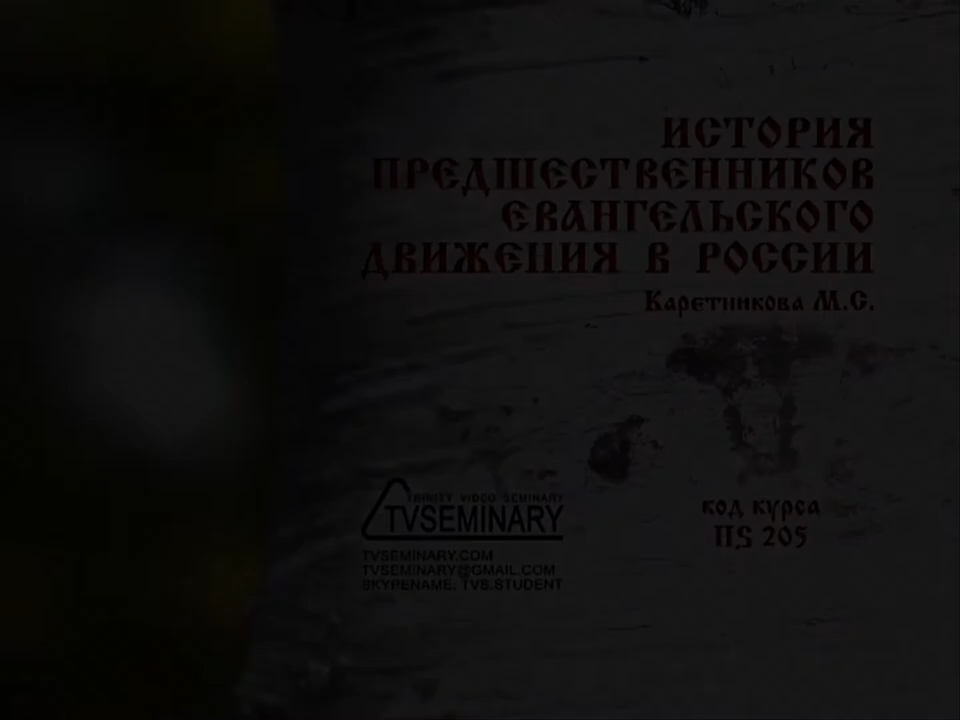 ИСТОРИЯ
ПРЕДШЕСТВЕННИКОВ
ЕВАНГЕЛЬСКОГО
ДВИЖЕНИЯ В РОССИИ
Каретникова М.С.
TRINITY VIDEO SEMINARY
TVSEMINARY
TVSEMINARY.COM
TVSEMINARY@GMAIL.COM
SKYPENAME: TVS.STUDENT
код курса
ПS 205